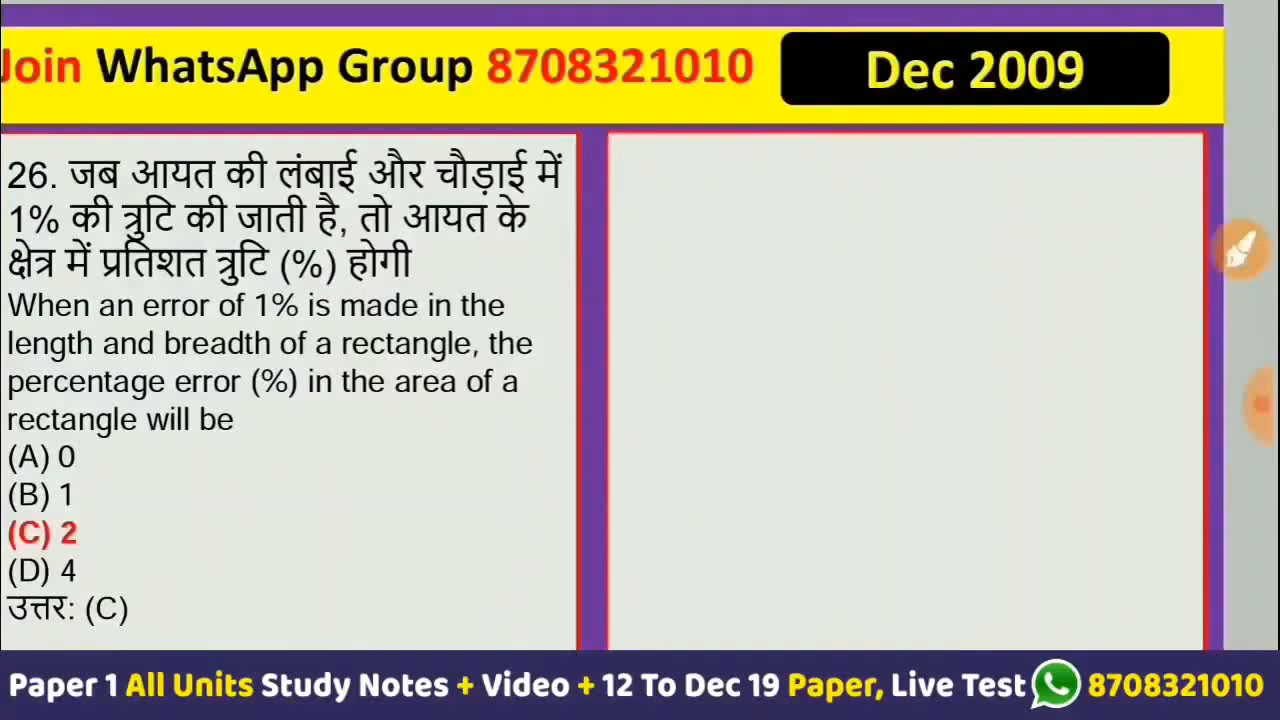 Join WhatsApp Group 8708321010
Dec 2009
26. जब आयत की लंबाई और चौड़ाई में
1% की त्रुटि की जाती है, तो आयत के
क्षेत्र में प्रतिशत त्रुटि (%) होगी
When an error of 1% is made in the
length and breadth of a rectangle, the
percentage error (%) in the area of a
rectangle will be
(A) 0
(B) 1
(C) 2
(D) 4
उत्तर: (C)
Paper 1 All Units Study Notes + Video + 12 To Dec 19 Paper, Live Test 8708321010